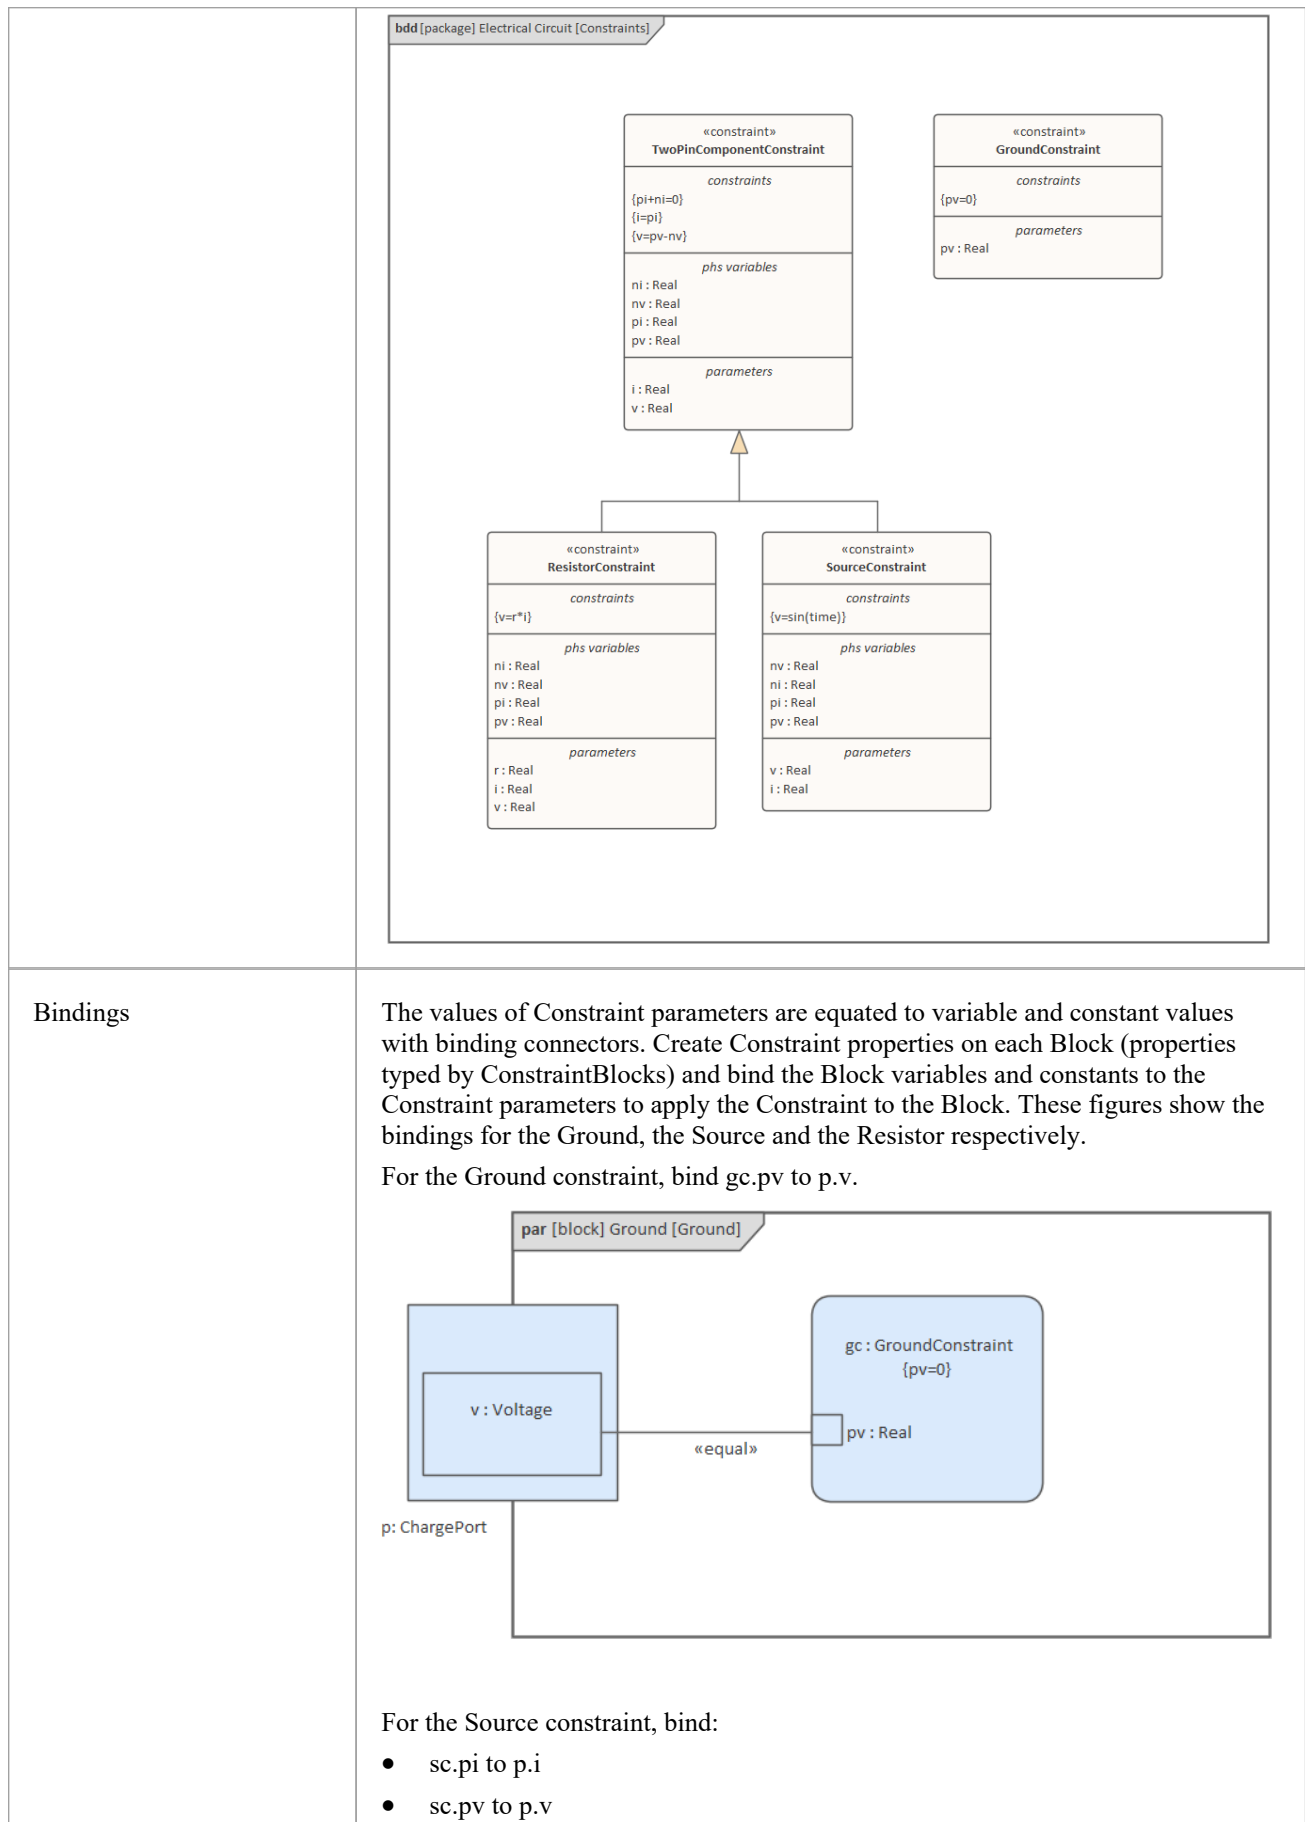 bdd [package] Electrical Circuit [Constraints]
«constraint»
TwoPinComponentConstraint
constraints
{pi+ni=0}
{i=pi}
{v=pv-nv}
phs variables
ni : Real
nv : Real
pi : Real
pv : Real
parameters
i : Real
v : Real
«constraint»
GroundConstraint
constraints
{pv=0}
parameters
pv : Real
«constraint»
ResistorConstraint
constraints
{v=r*i}
phs variables
ni : Real
nv : Real
pi : Real
pv : Real
parameters
r : Real
i : Real
v : Real
«constraint»
SourceConstraint
constraints
{v=sin(time)}
phs variables
nv : Real
ni : Real
pi : Real
pv : Real
parameters
v : Real
i : Real
Bindings
The values of Constraint parameters are equated to variable and constant values
with binding connectors. Create Constraint properties on each Block (properties
typed by ConstraintBlocks) and bind the Block variables and constants to the
Constraint parameters to apply the Constraint to the Block. These figures show the
bindings for the Ground, the Source and the Resistor respectively.
For the Ground constraint, bind gc.pv to p.v.
par [block] Ground [Ground]
v : Voltage
«equal»
gc : GroundConstraint
{pv=0}
pv : Real
p: ChargePort
For the Source constraint, bind:
• sc.pi to p.i
• sc.pv to p.v